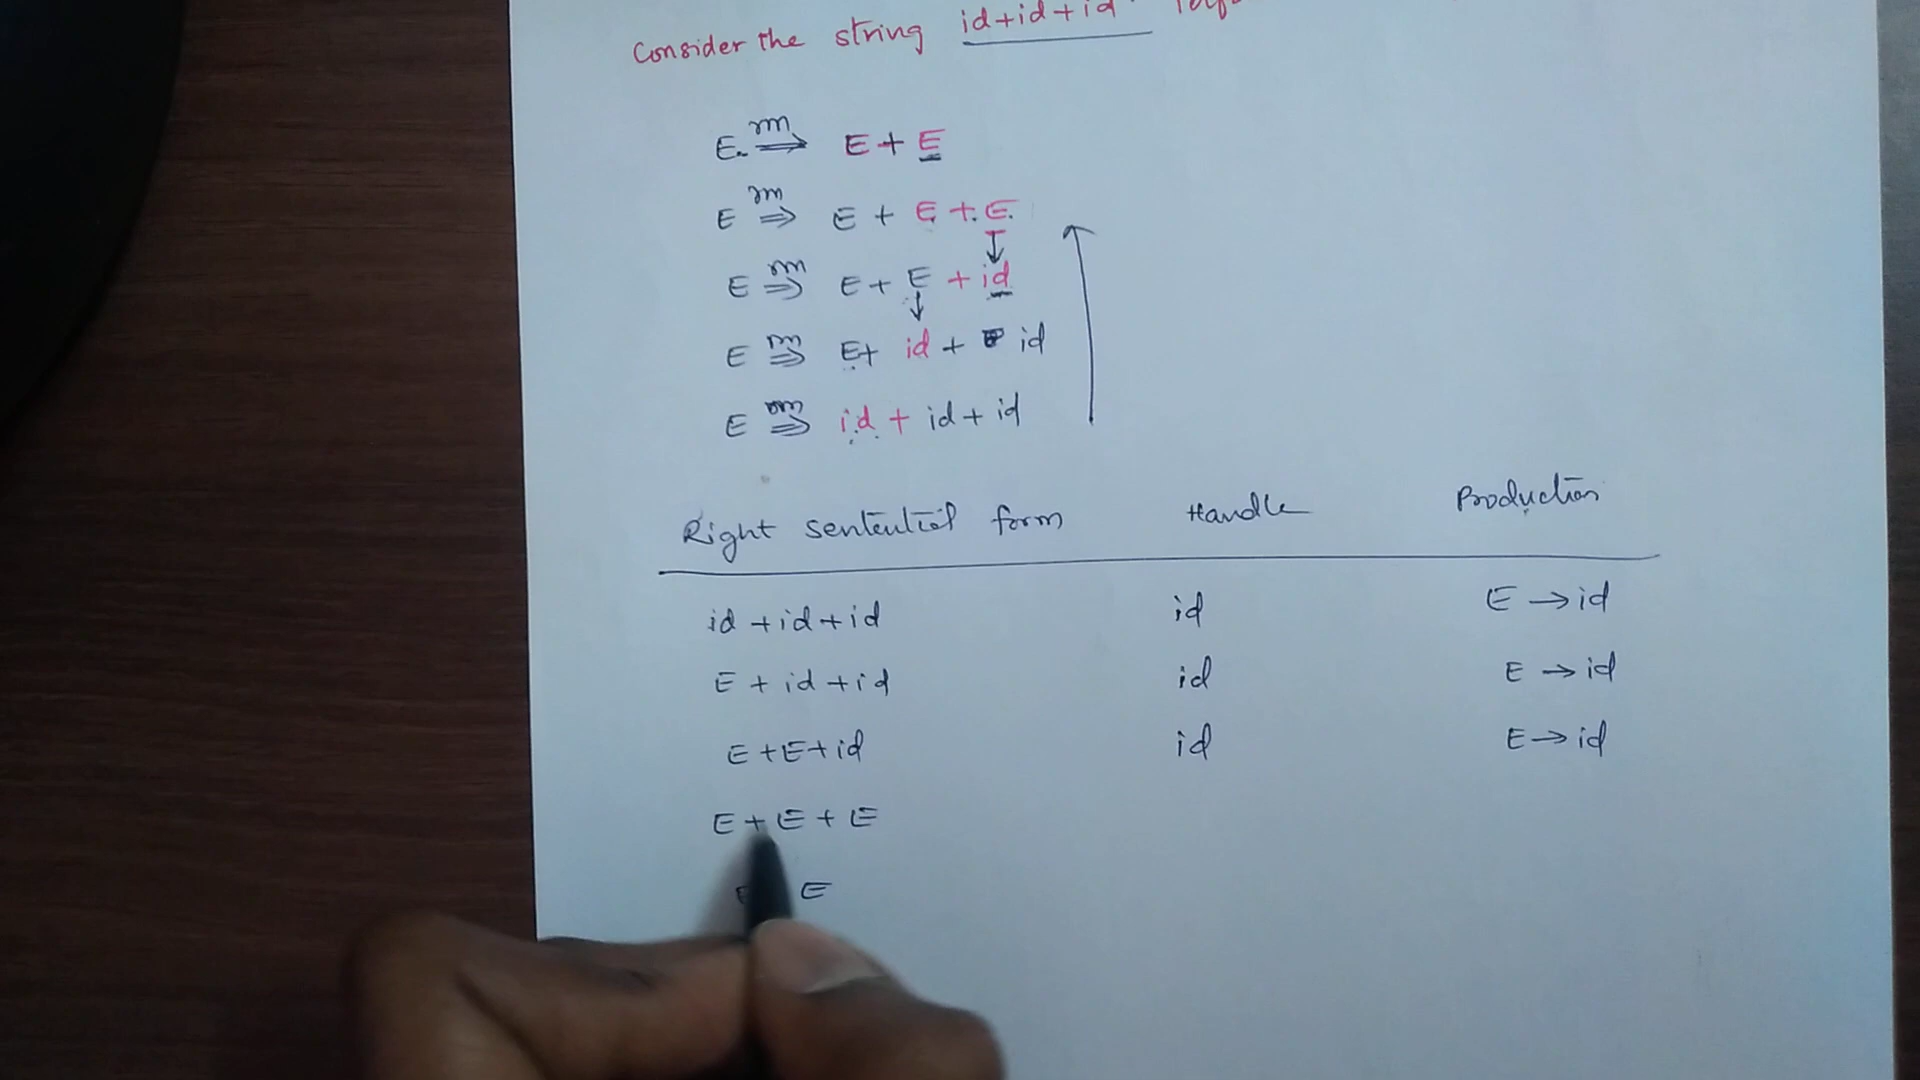 Consider the string id+id+id
E. rm⇒ E + E
E rm⇒ E + E + E.
E rm⇒ E + E + id
E rm⇒ E+ id + id
E rm⇒ id + id + id
Right sentential form Handle Production
id + id + id id E → id
E + id + id id E → id
E + E + id id E → id
E + E + E
E E